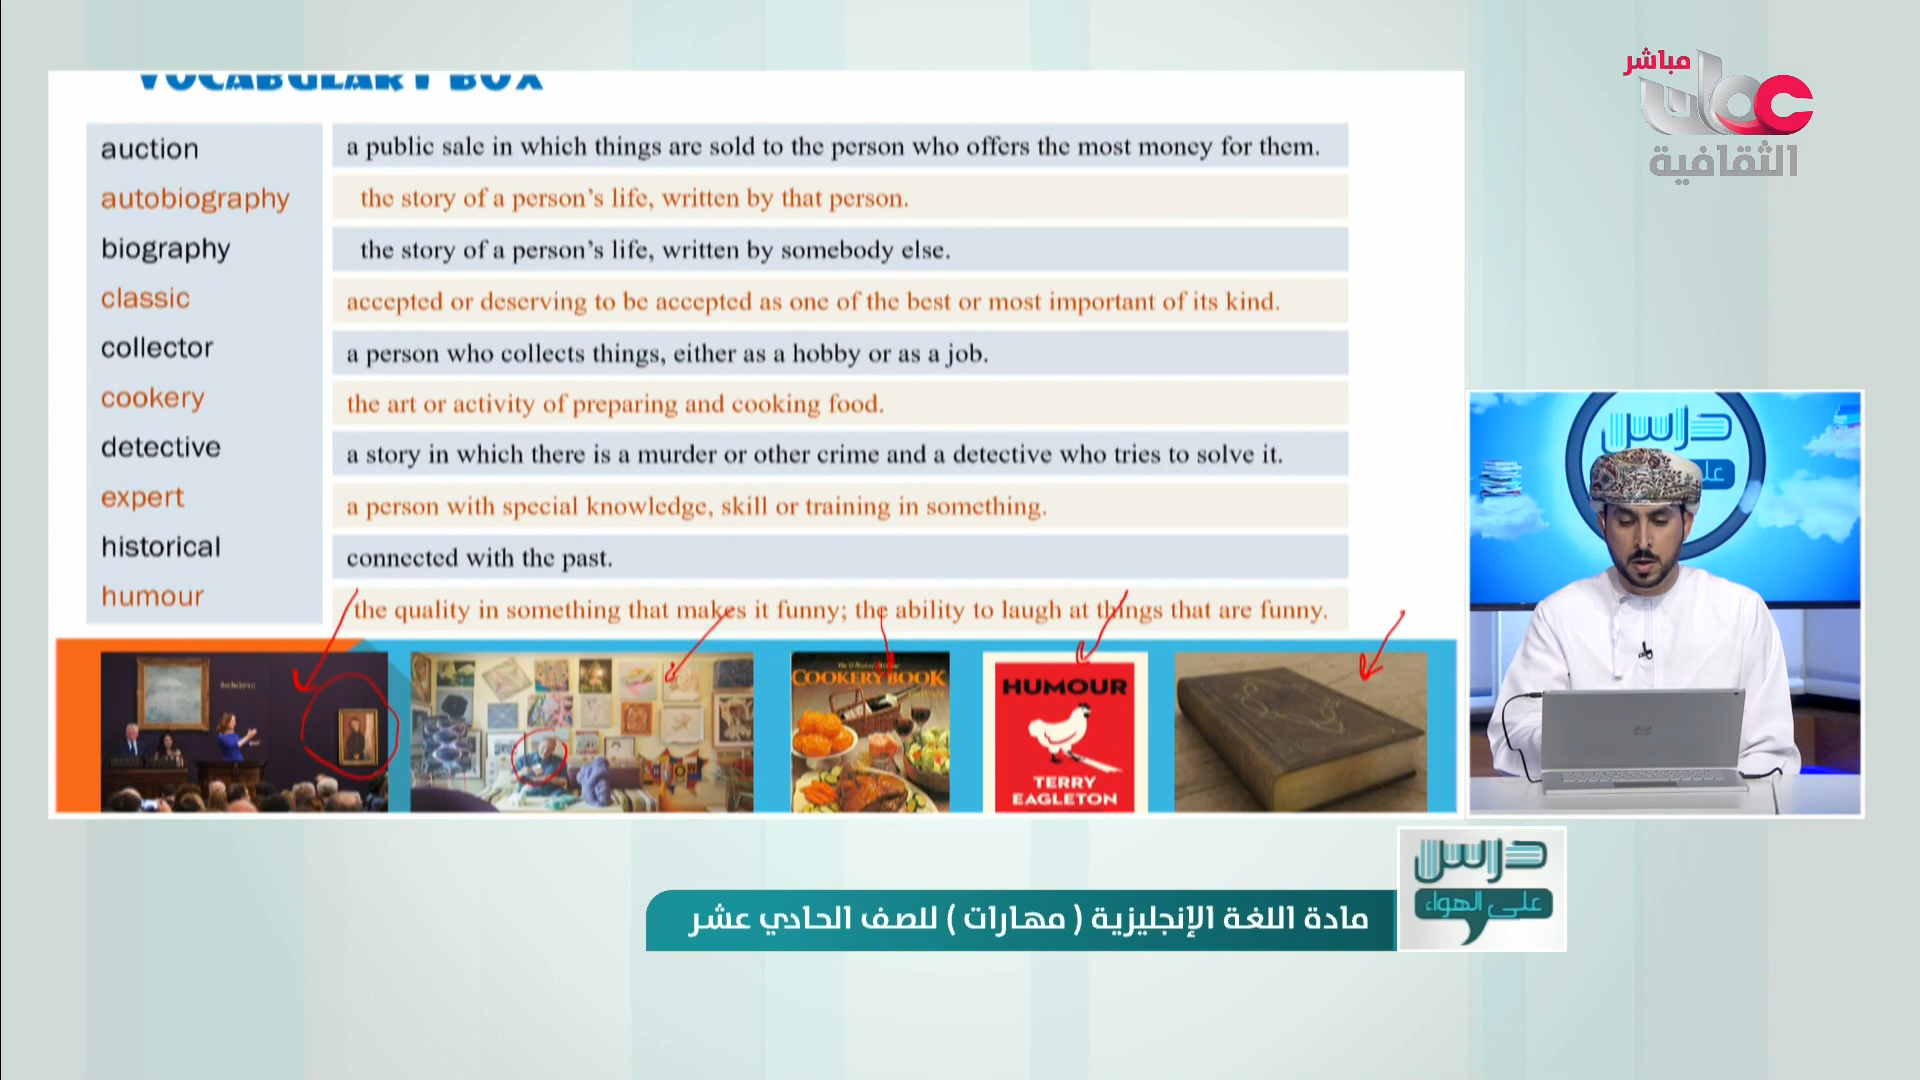 VOCABULARY BOX
auction
a public sale in which things are sold to the person who offers the most money for them.
autobiography
the story of a person's life, written by that person.
biography
the story of a person's life, written by somebody else.
classic
accepted or deserving to be accepted as one of the best or most important of its kind.
collector
a person who collects things, either as a hobby or as a job.
cookery
the art or activity of preparing and cooking food.
detective
a story in which there is a murder or other crime and a detective who tries to solve it.
expert
a person with special knowledge, skill or training in something.
historical
connected with the past.
humour
the quality in something that makes it funny; the ability to laugh at things that are funny.
COOKERY BOOK
HUMOUR
TERRY
EAGLETON
مباشر
عمان
الثقافية
درس
على
درس
على الهواء
مادة اللغة الإنجليزية ( مهارات ) للصف الحادي عشر